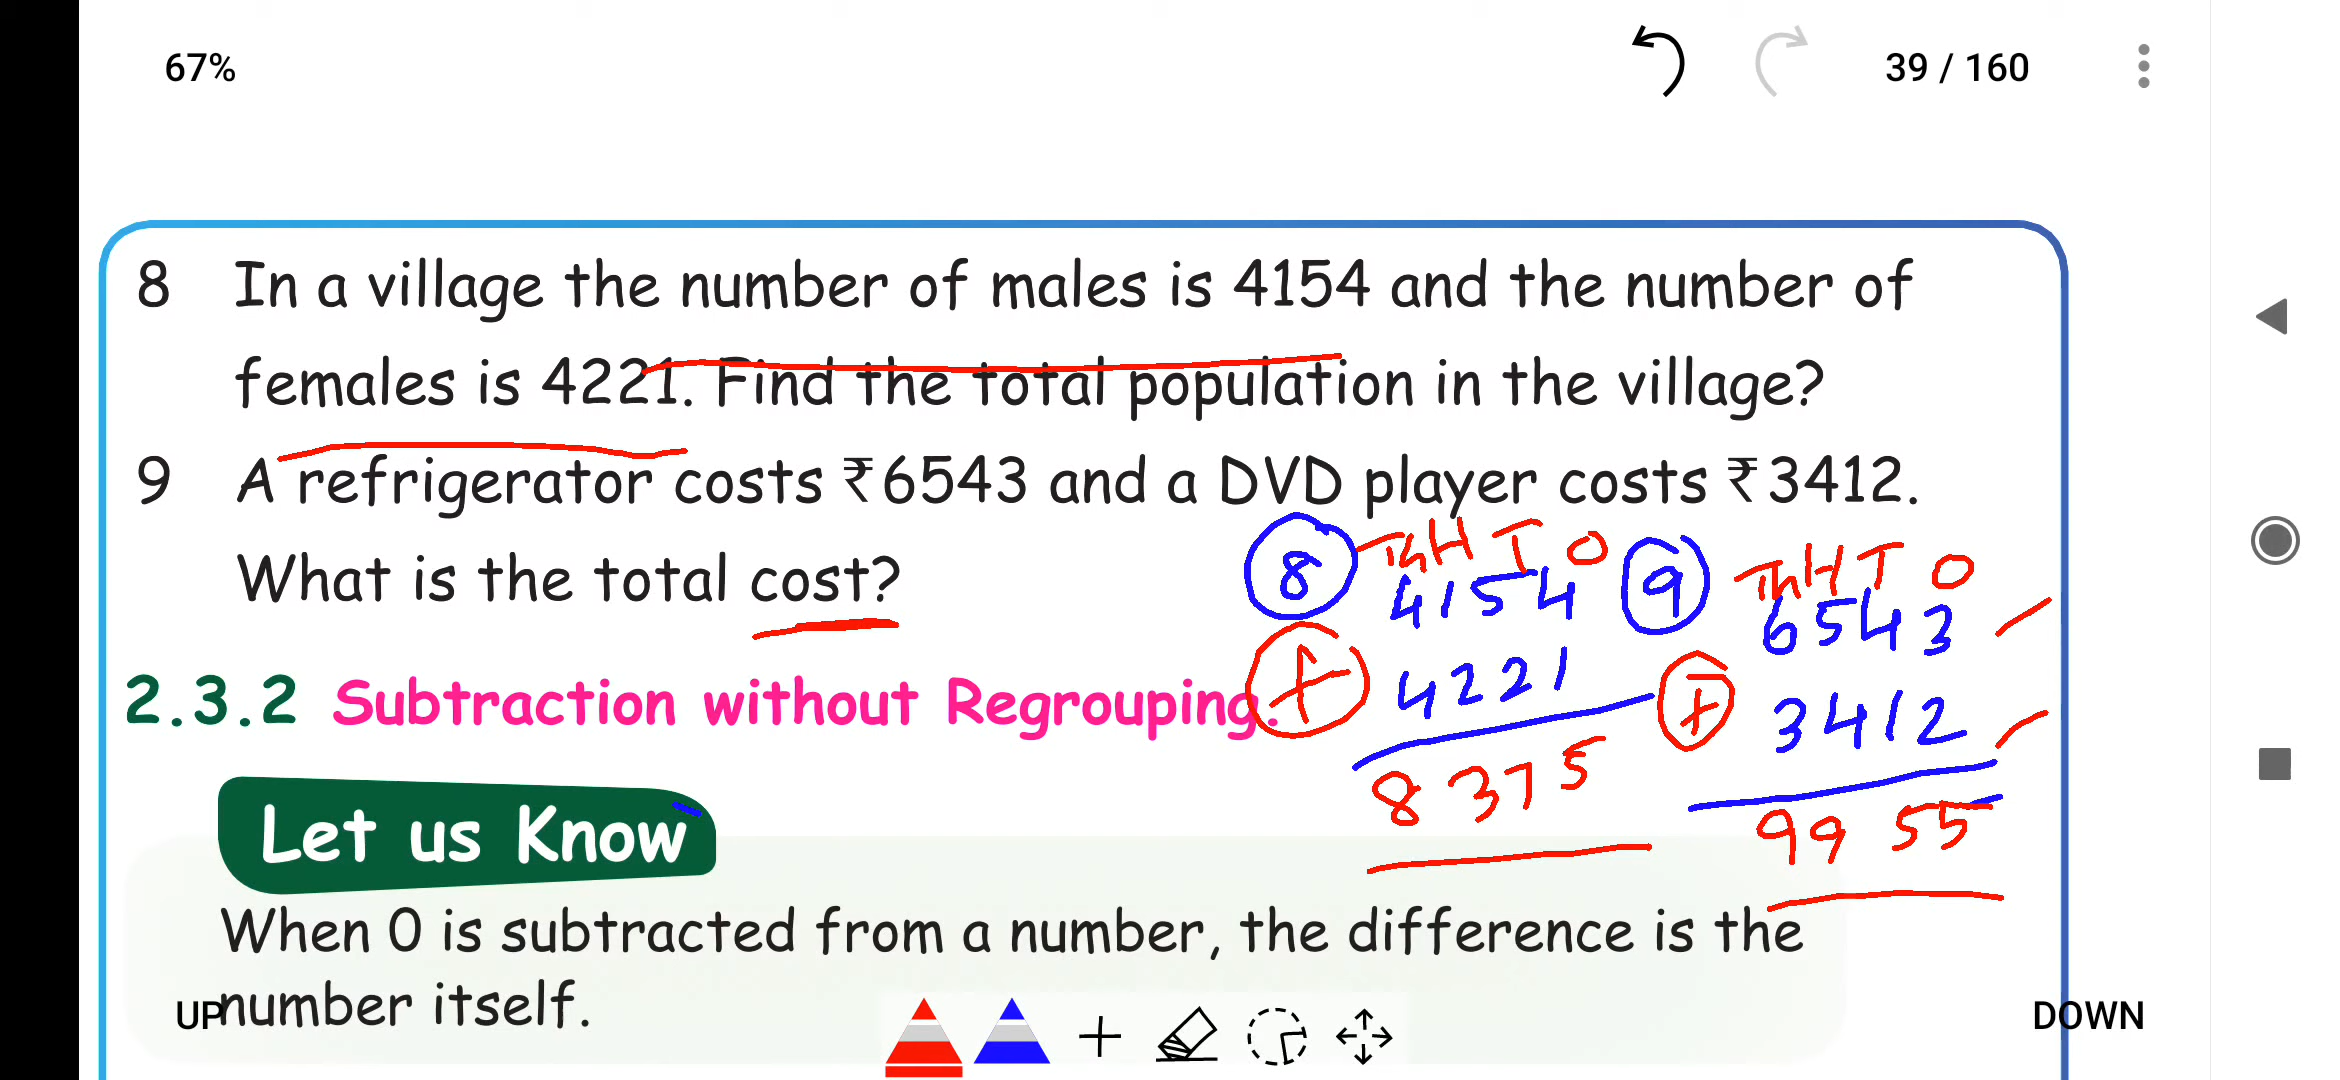 67%
39 / 160
8 In a village the number of males is 4154 and the number of
females is 4221. Find the total population in the village?
9 A refrigerator costs ₹6543 and a DVD player costs ₹3412.
What is the total cost?
8 Th H T O
4154
+ 4221
8375
9 Th H T O
6543
+ 3412
9955
2.3.2 Subtraction without Regrouping.
Let us Know
When 0 is subtracted from a number, the difference is the
number itself.
UP
DOWN